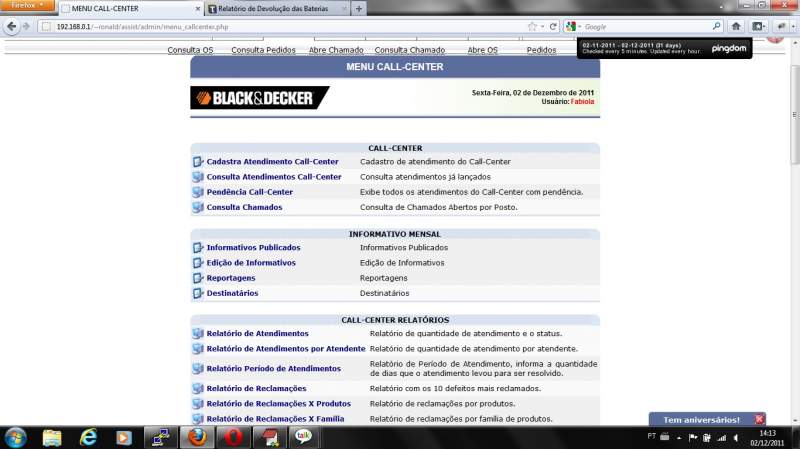 Firefox
MENU CALL-CENTER
Relatório de Devolução das Baterias
192.168.0.1/~ronald/assist/admin/menu_callcenter.php
Google
Consulta OS Consulta Pedidos Abre Chamado Consulta Chamado Abre OS Pedidos
02-11-2011 - 02-12-2011 (31 days)
Checked every 5 minutes. Updated every hour.
pingdom
MENU CALL-CENTER
BLACK&DECKER
Sexta-Feira, 02 de Dezembro de 2011
Usuário: Fabiola
CALL-CENTER
Cadastra Atendimento Call-Center Cadastro de atendimento do Call-Center
Consulta Atendimentos Call-Center Consulta atendimentos já lançados
Pendência Call-Center Exibe todos os atendimentos do Call-Center com pendência.
Consulta Chamados Consulta de Chamados Abertos por Posto.
INFORMATIVO MENSAL
Informativos Publicados Informativos Publicados
Edição de Informativos Edição de Informativos
Reportagens Reportagens
Destinatários Destinatários
CALL-CENTER RELATÓRIOS
Relatório de Atendimentos Relatório de quantidade de atendimento e o status.
Relatório de Atendimentos por Atendente Relatório de quantidade de atendimento por atendente.
Relatório Período de Atendimentos Relatório de Período de Atendimento, informa a quantidade
de dias que o atendimento levou para ser resolvido.
Relatório de Reclamações Relatório com os 10 defeitos mais reclamados.
Relatório de Reclamações X Produtos Relatório de reclamações por produtos.
Relatório de Reclamações X Família Relatório de reclamações por família de produtos.
Tem aniversários!
talk
PT
14:13
02/12/2011